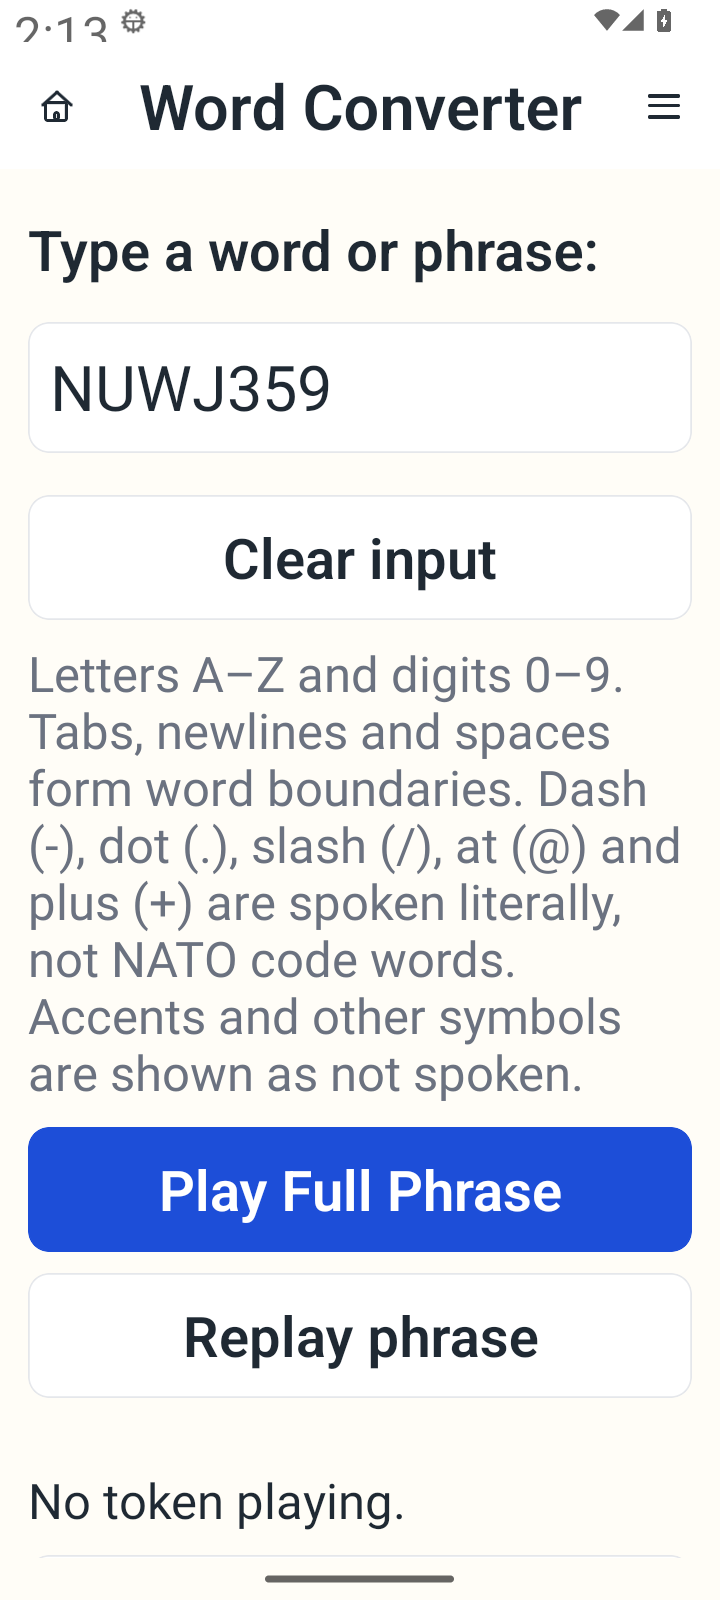 2:13
Word Converter
Type a word or phrase:
NUWJ359
Clear input
Letters A–Z and digits 0–9.
Tabs, newlines and spaces
form word boundaries. Dash
(-), dot (.), slash (/), at (@) and
plus (+) are spoken literally,
not NATO code words.
Accents and other symbols
are shown as not spoken.
Play Full Phrase
Replay phrase
No token playing.